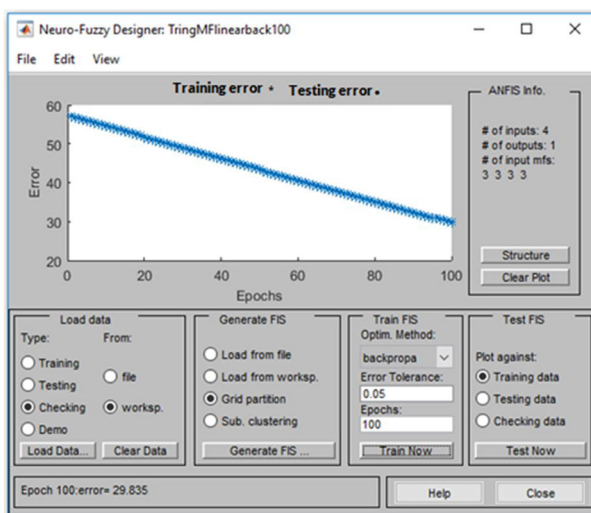 Neuro-Fuzzy Designer: TringMFlinearback100
File Edit View
Training error * Testing error •
60
50
40
30
20
Error
0 20 40 60 80 100
Epochs
ANFIS Info.
# of inputs: 4
# of outputs: 1
# of input mfs:
3 3 3 3
Structure
Clear Plot
Load data
Type: From:
Training
Testing
Checking
Demo
file
worksp.
Load Data... Clear Data
Generate FIS
Load from file
Load from worksp.
Grid partition
Sub. clustering
Generate FIS ...
Train FIS
Optim. Method:
backpropa
Error Tolerance:
0.05
Epochs:
100
Train Now
Test FIS
Plot against:
Training data
Testing data
Checking data
Test Now
Epoch 100:error= 29.835
Help Close